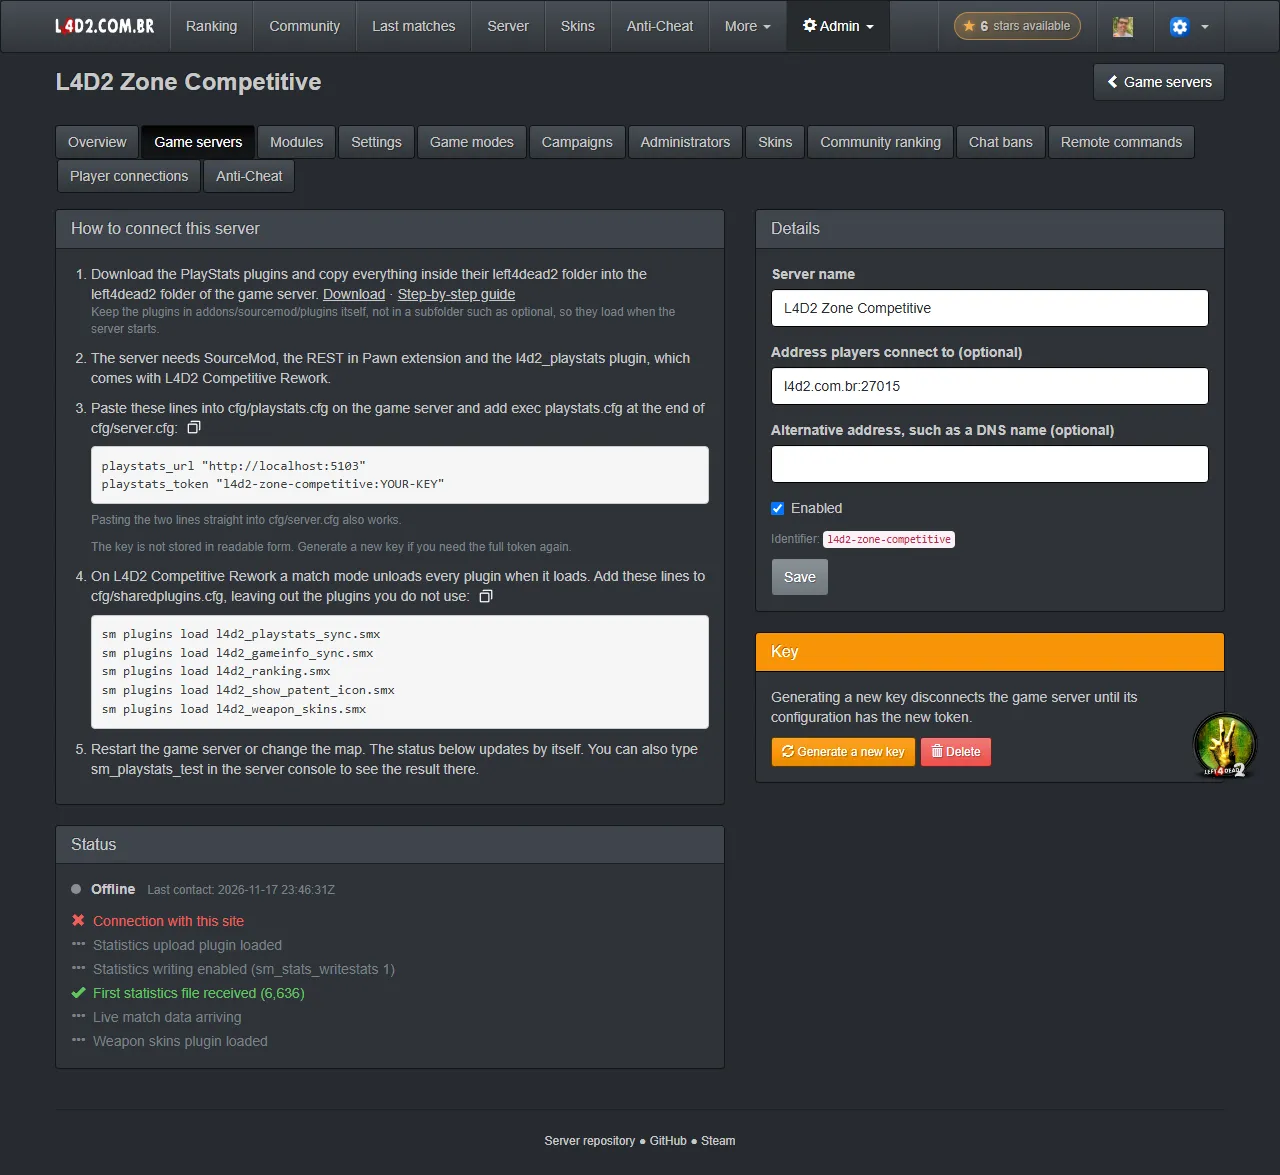 L4D2.COM.BR
Ranking
Community
Last matches
Server
Skins
Anti-Cheat
More
Admin
6 stars available
L4D2 Zone Competitive
Game servers
Overview
Game servers
Modules
Settings
Game modes
Campaigns
Administrators
Skins
Community ranking
Chat bans
Remote commands
Player connections
Anti-Cheat
How to connect this server
1. Download the PlayStats plugins and copy everything inside their left4dead2 folder into the
left4dead2 folder of the game server. Download · Step-by-step guide
Keep the plugins in addons/sourcemod/plugins itself, not in a subfolder such as optional, so they load when the
server starts.
2. The server needs SourceMod, the REST in Pawn extension and the l4d2_playstats plugin, which
comes with L4D2 Competitive Rework.
3. Paste these lines into cfg/playstats.cfg on the game server and add exec playstats.cfg at the end of
cfg/server.cfg:
playstats_url "http://localhost:5103"
playstats_token "l4d2-zone-competitive:YOUR-KEY"
Pasting the two lines straight into cfg/server.cfg also works.
The key is not stored in readable form. Generate a new key if you need the full token again.
4. On L4D2 Competitive Rework a match mode unloads every plugin when it loads. Add these lines to
cfg/sharedplugins.cfg, leaving out the plugins you do not use:
sm plugins load l4d2_playstats_sync.smx
sm plugins load l4d2_gameinfo_sync.smx
sm plugins load l4d2_ranking.smx
sm plugins load l4d2_show_patent_icon.smx
sm plugins load l4d2_weapon_skins.smx
5. Restart the game server or change the map. The status below updates by itself. You can also type
sm_playstats_test in the server console to see the result there.
Status
Offline Last contact: 2026-11-17 23:46:31Z
Connection with this site
Statistics upload plugin loaded
Statistics writing enabled (sm_stats_writestats 1)
First statistics file received (6,636)
Live match data arriving
Weapon skins plugin loaded
Details
Server name
L4D2 Zone Competitive
Address players connect to (optional)
l4d2.com.br:27015
Alternative address, such as a DNS name (optional)
Enabled
Identifier: l4d2-zone-competitive
Save
Key
Generating a new key disconnects the game server until its
configuration has the new token.
Generate a new key
Delete
LEFT 4 DEAD 2
Server repository ● GitHub ● Steam